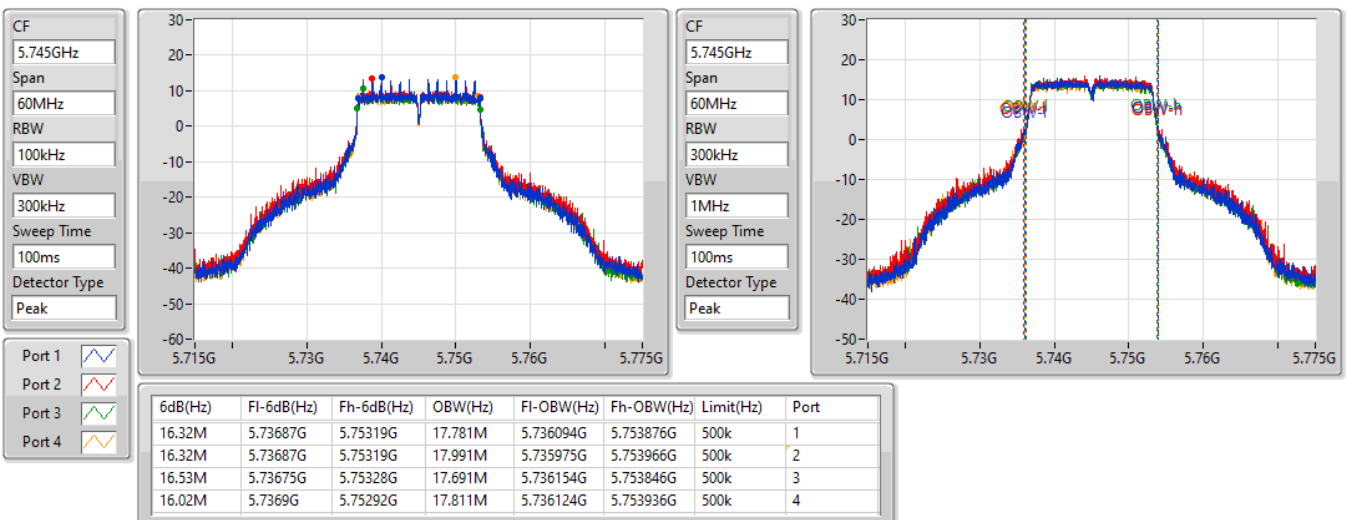 CF
5.745GHz
Span
60MHz
RBW
100kHz
VBW
300kHz
Sweep Time
100ms
Detector Type
Peak
30
20
10
0
-10
-20
-30
-40
-50
-60
5.715G 5.73G 5.74G 5.75G 5.76G 5.775G
CF
5.745GHz
Span
60MHz
RBW
300kHz
VBW
1MHz
Sweep Time
100ms
Detector Type
Peak
30
20
10
0
-10
-20
-30
-40
-50
OBW-l OBW-h
5.715G 5.73G 5.74G 5.75G 5.76G 5.775G
Port 1
Port 2
Port 3
Port 4
6dB(Hz) Fl-6dB(Hz) Fh-6dB(Hz) OBW(Hz) Fl-OBW(Hz) Fh-OBW(Hz) Limit(Hz) Port
16.32M 5.73687G 5.75319G 17.781M 5.736094G 5.753876G 500k 1
16.32M 5.73687G 5.75319G 17.991M 5.735975G 5.753966G 500k 2
16.53M 5.73675G 5.75328G 17.691M 5.736154G 5.753846G 500k 3
16.02M 5.7369G 5.75292G 17.811M 5.736124G 5.753936G 500k 4